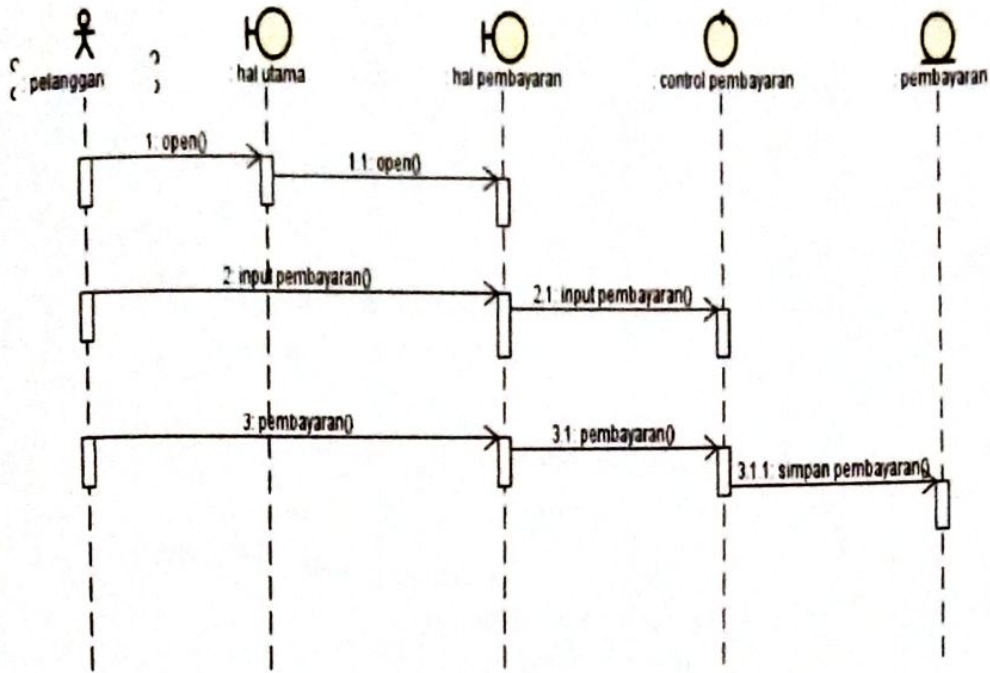 : pelanggan
: hal utama
: hal pembayaran
: control pembayaran
: pembayaran
1: open()
1.1: open()
2: input pembayaran()
2.1: input pembayaran()
3: pembayaran()
3.1: pembayaran()
3.1.1: simpan pembayaran()